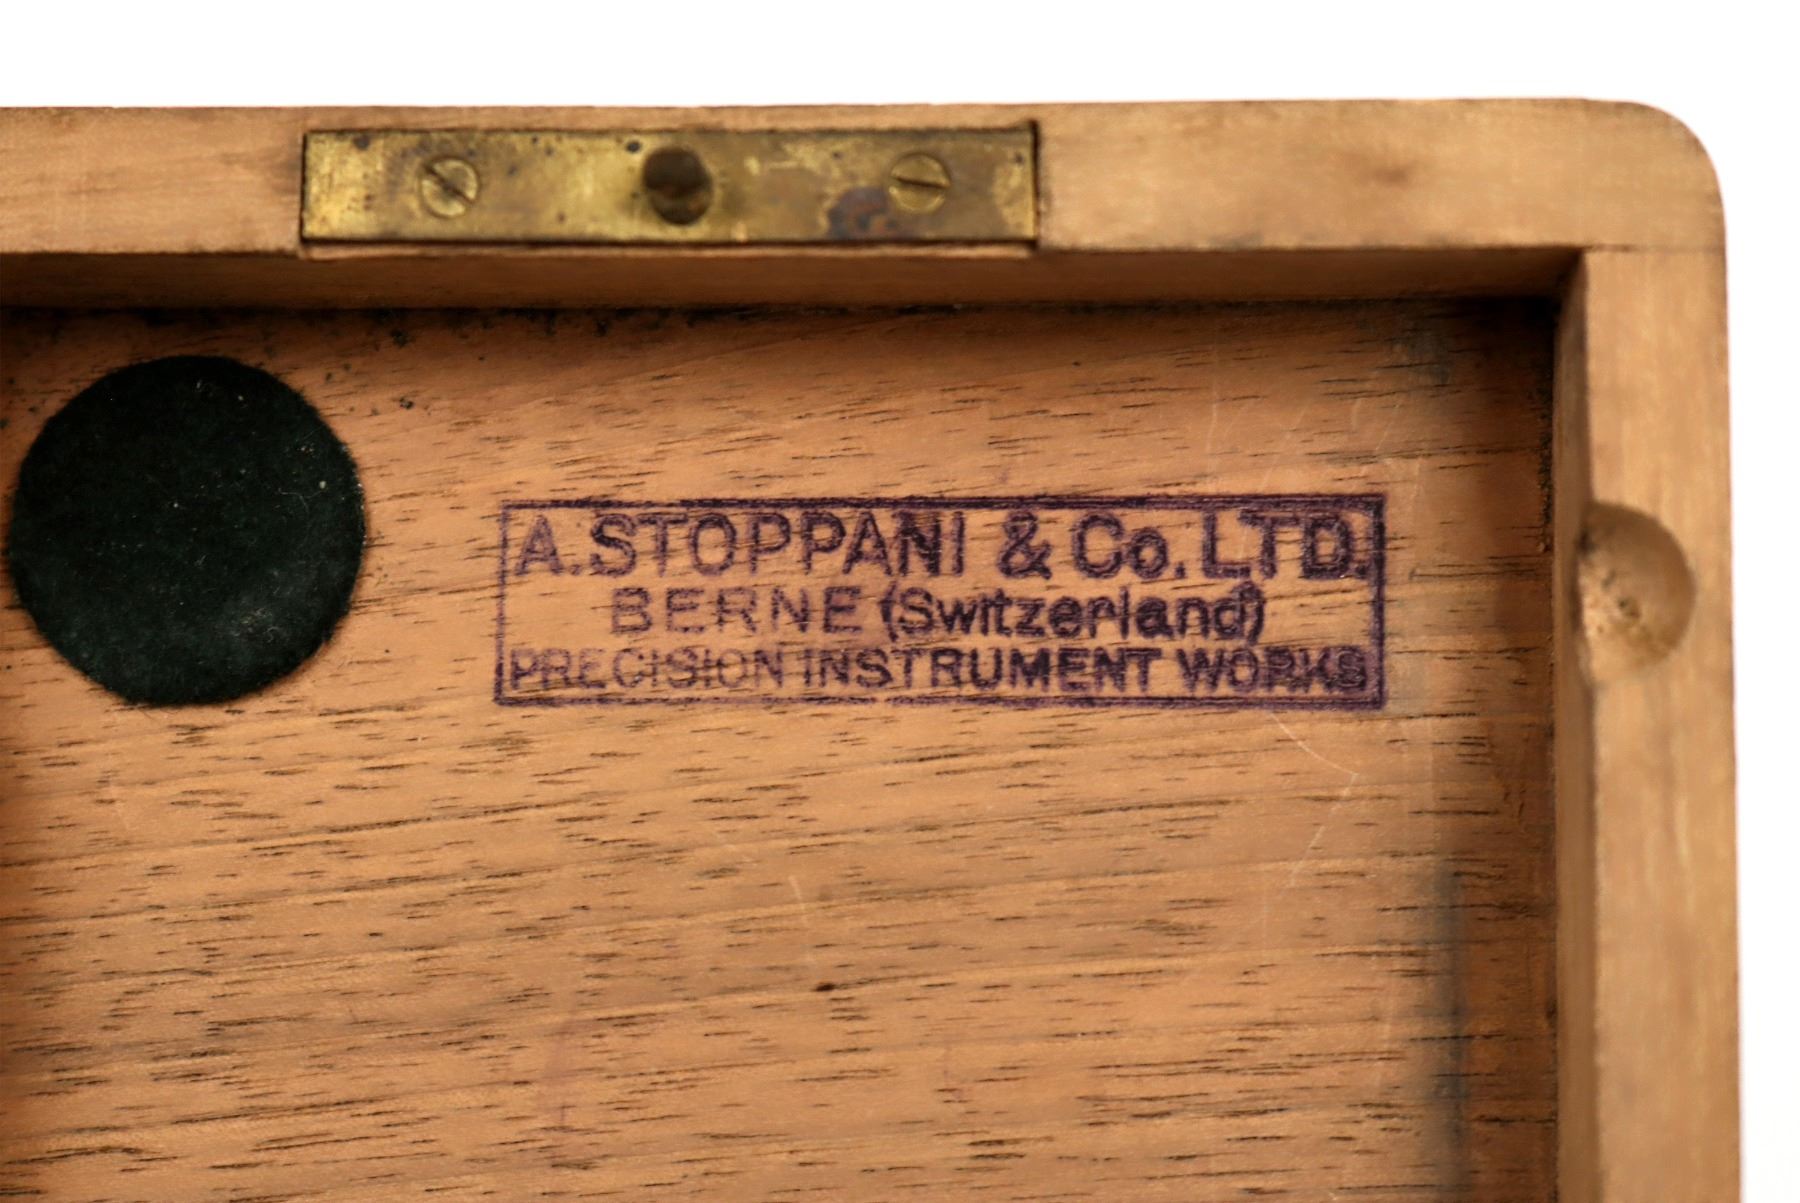 A. STOPPANI & Co. LTD.
BERNE (Switzerland)
PRECISION INSTRUMENT WORKS